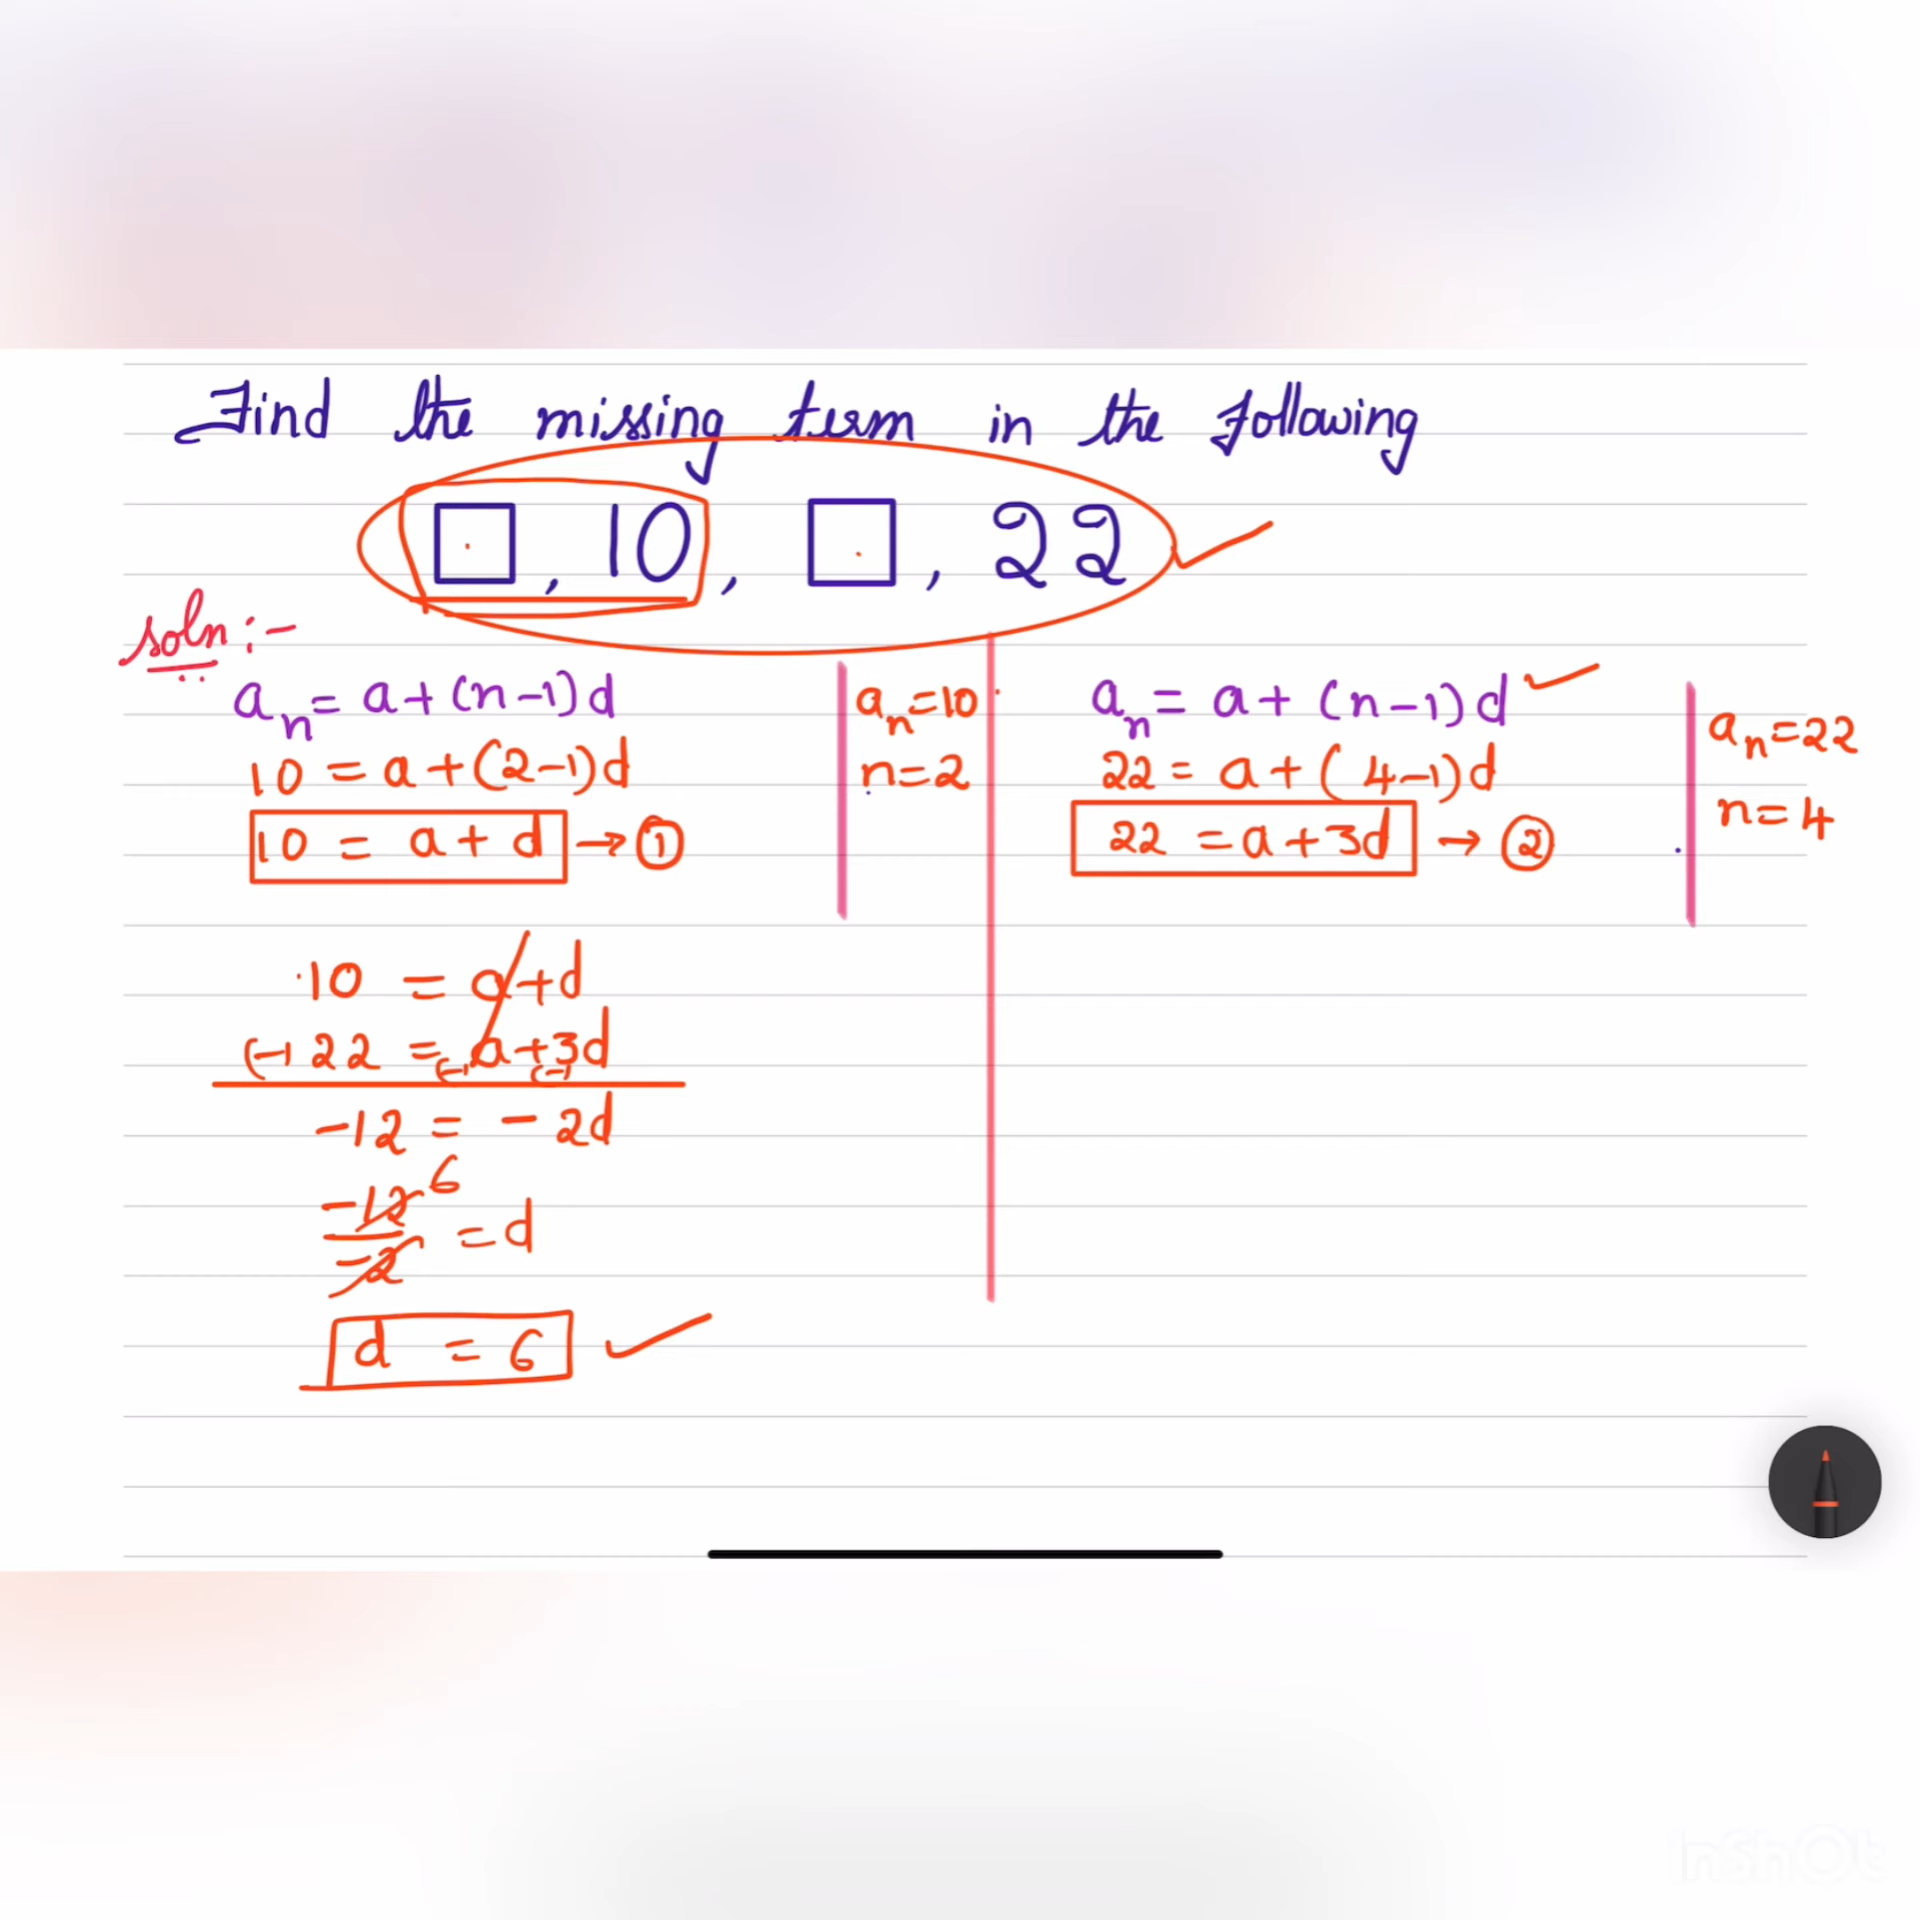 Find the missing term in the following
□, 10, □, 22
soln:-
an = a+(n-1)d
10 = a+(2-1)d
10 = a+d → ①
an=10
n=2
an = a+(n-1)d
22 = a+(4-1)d
22 = a+3d → ②
an=22
n=4
10 = a+d
(-) 22 = a+3d
(-) (-)
-12 = -2d
6
-12/-2 = d
d = 6
InShOt